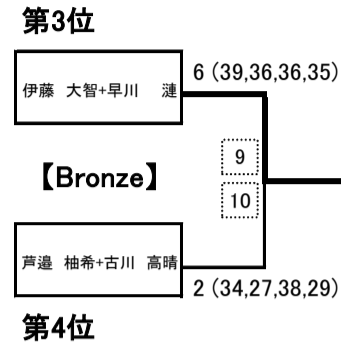 第3位
伊藤　大智+早川　漣
6 (39,36,36,35)
【Bronze】
9
10
芦邉　柚希+古川　高晴
2 (34,27,38,29)
第4位